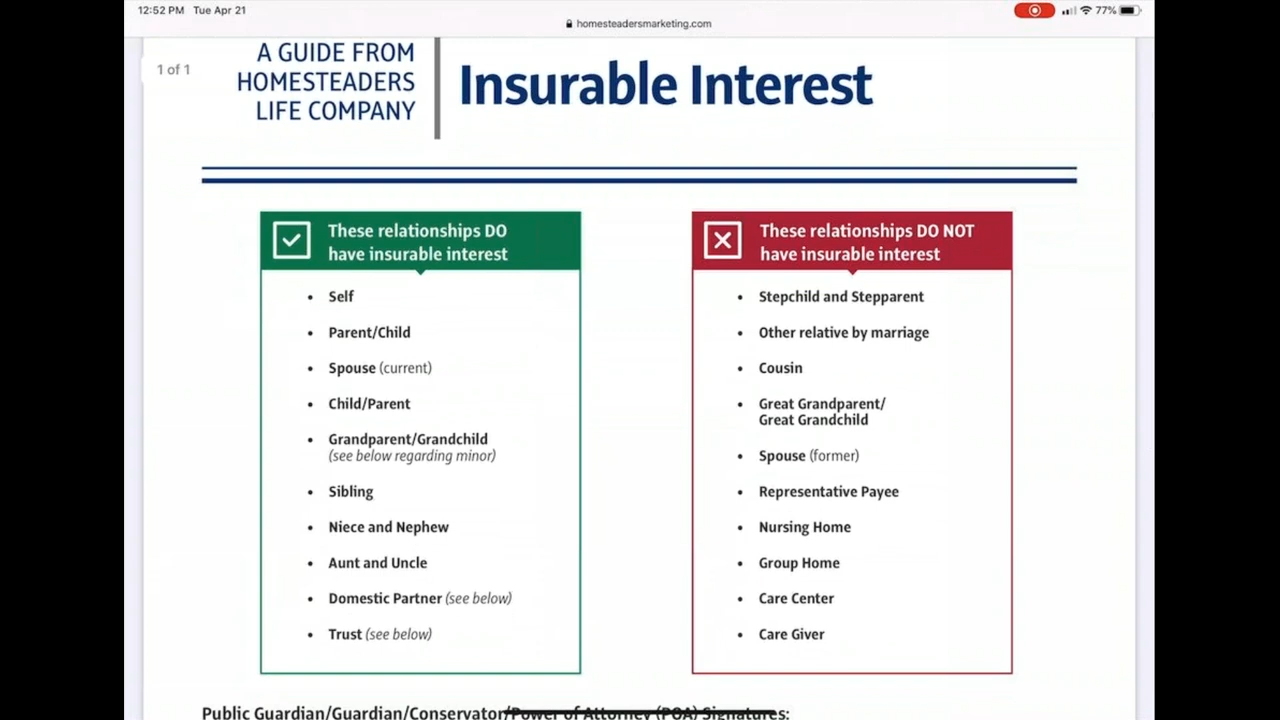 12:52 PM Tue Apr 21
77%
homesteadersmarketing.com
1 of 1
A GUIDE FROM
HOMESTEADERS
LIFE COMPANY
Insurable Interest
These relationships DO
have insurable interest
• Self
• Parent/Child
• Spouse (current)
• Child/Parent
• Grandparent/Grandchild
(see below regarding minor)
• Sibling
• Niece and Nephew
• Aunt and Uncle
• Domestic Partner (see below)
• Trust (see below)
These relationships DO NOT
have insurable interest
• Stepchild and Stepparent
• Other relative by marriage
• Cousin
• Great Grandparent/
Great Grandchild
• Spouse (former)
• Representative Payee
• Nursing Home
• Group Home
• Care Center
• Care Giver
Public Guardian/Guardian/Conservator/Power of Attorney (POA) Signatures: